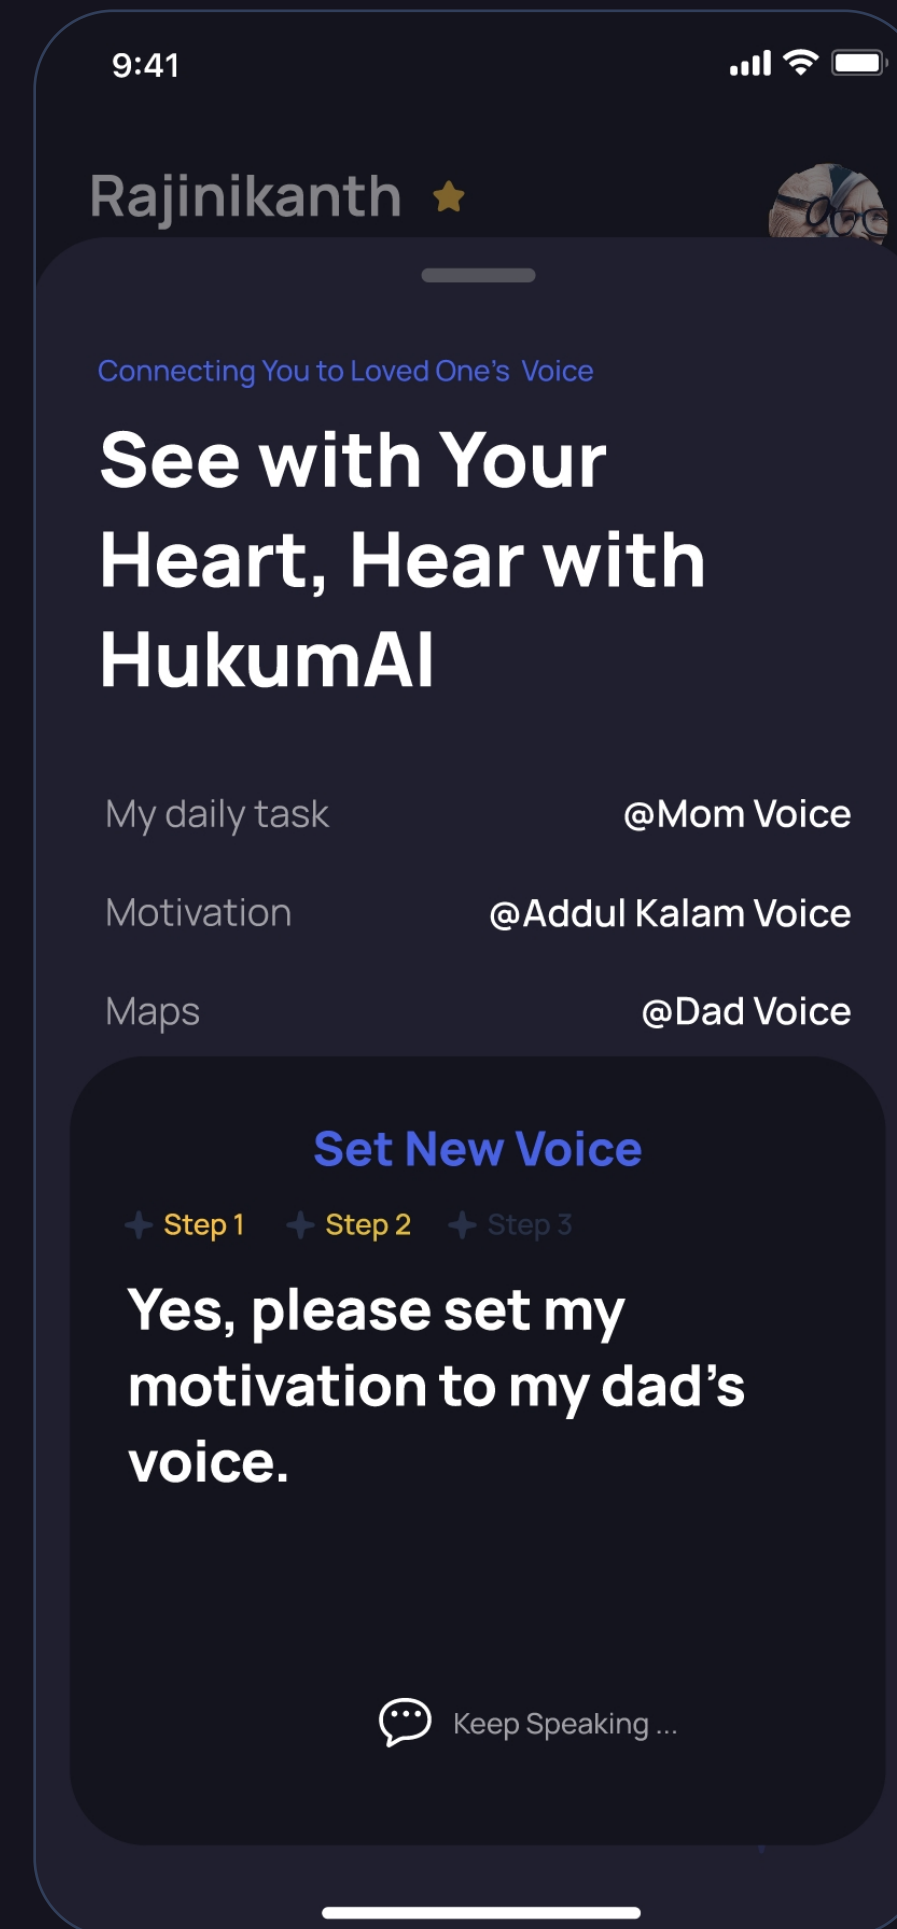 9:41
Rajinikanth
Connecting You to Loved One's Voice
See with Your
Heart, Hear with
HukumAI
My daily task @Mom Voice
Motivation @Addul Kalam Voice
Maps @Dad Voice
Set New Voice
Step 1 Step 2 Step 3
Yes, please set my
motivation to my dad's
voice.
Keep Speaking ...